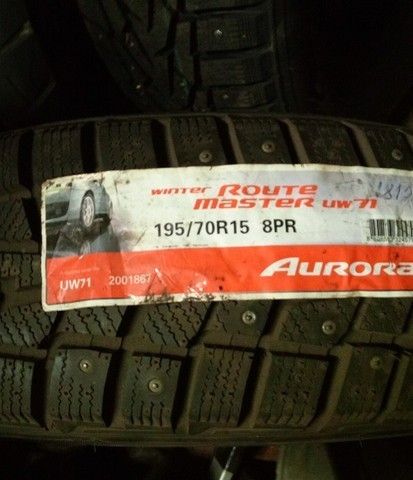 WINTER ROUTE
MASTER UW71
195/70R15 8PR
AURORA
UW71 2001867